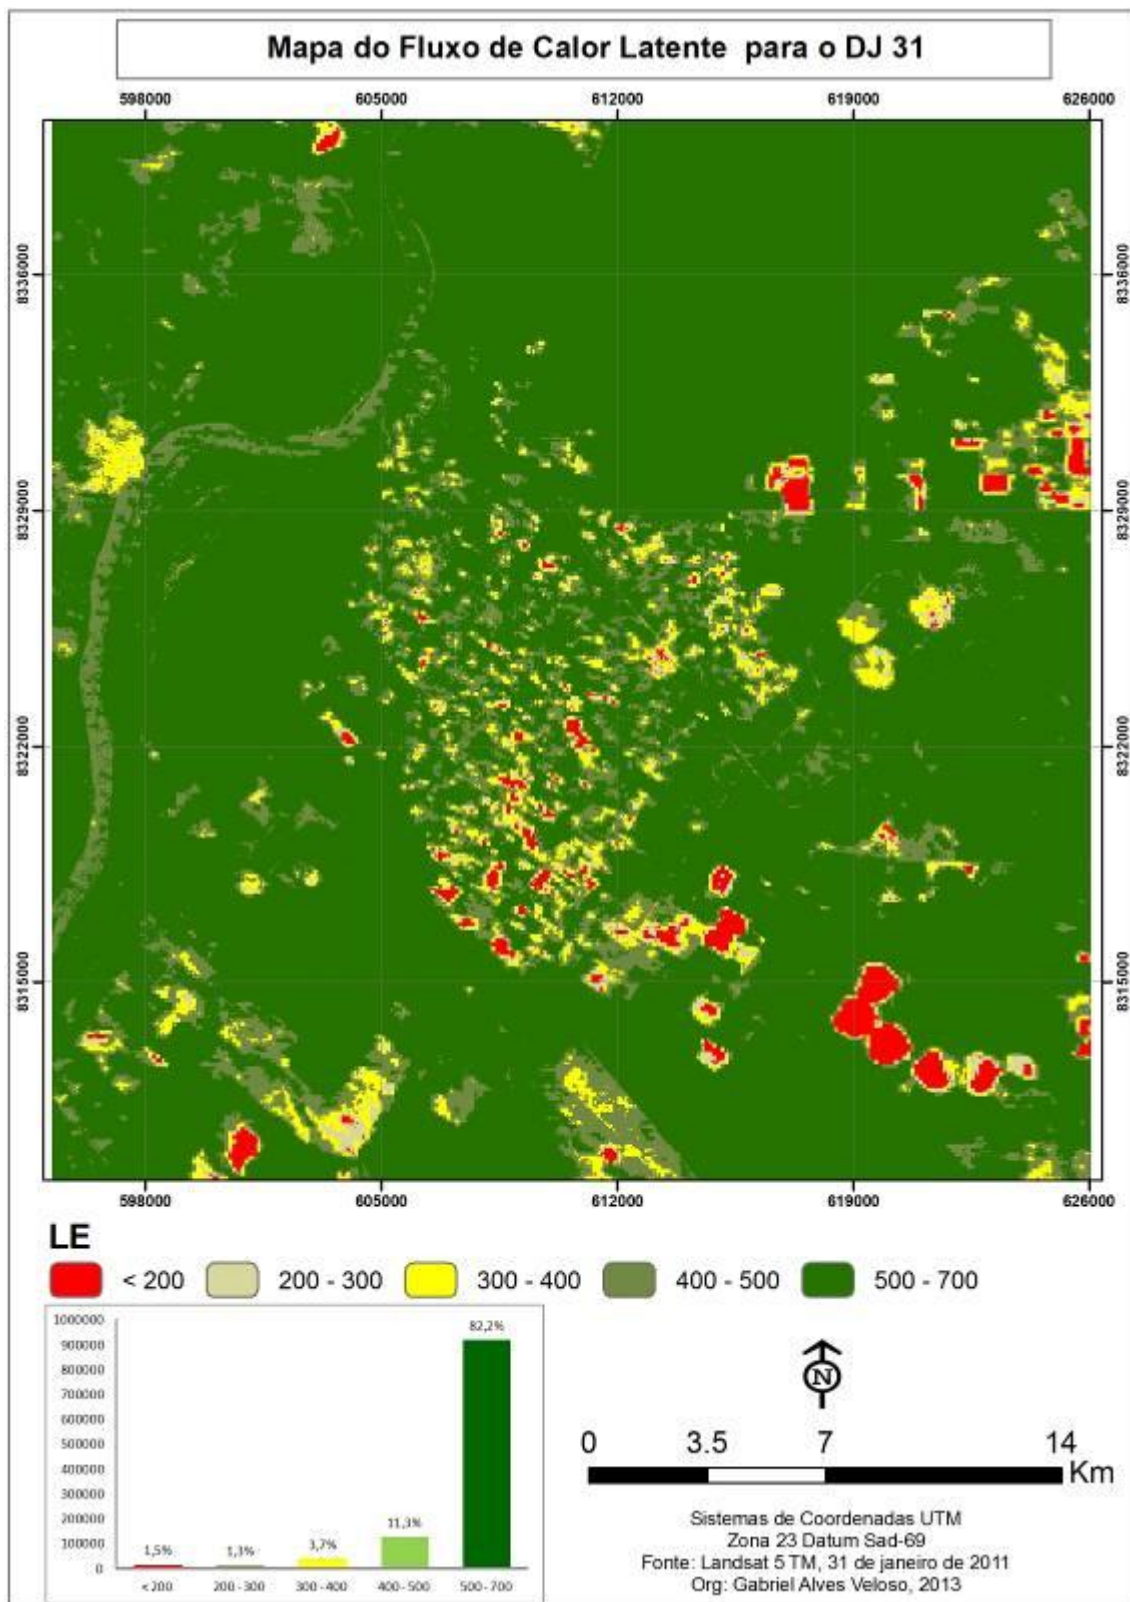 Mapa do Fluxo de Calor Latente para o DJ 31
598000 605000 612000 619000 626000
8336000 8336000
8329000 8329000
8322000 8322000
8315000 8315000
598000 605000 612000 619000 626000
LE
< 200 200 - 300 300 - 400 400 - 500 500 - 700
1000000
900000
800000
700000
600000
500000
400000
300000
200000
100000
0
1,5% 1,3% 3,7% 11,3% 82,2%
<200 200-300 300-400 400-500 500-700
N
0 3.5 7 14
Km
Sistemas de Coordenadas UTM
Zona 23 Datum Sad-69
Fonte: Landsat 5 TM, 31 de janeiro de 2011
Org: Gabriel Alves Veloso, 2013